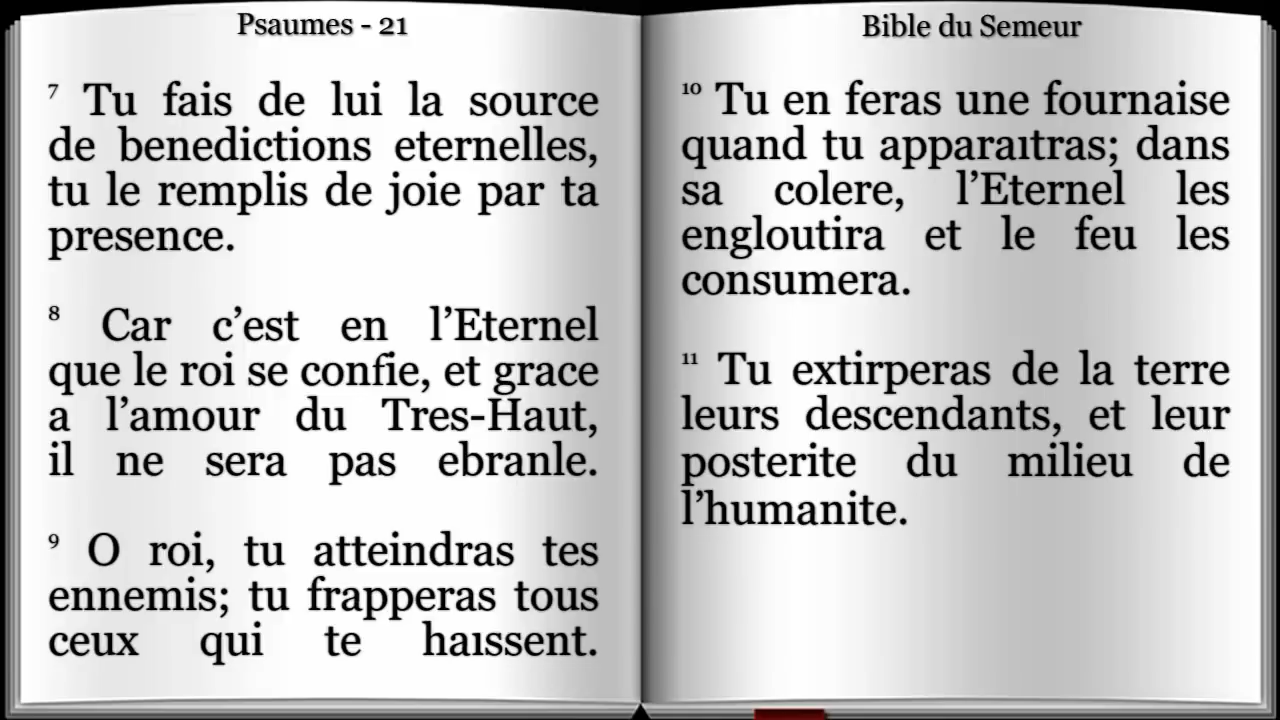 Psaumes - 21
7 Tu fais de lui la source
de benedictions eternelles,
tu le remplis de joie par ta
presence.
8 Car c’est en l’Eternel
que le roi se confie, et grace
a l’amour du Tres-Haut,
il ne sera pas ebranle.
9 O roi, tu atteindras tes
ennemis; tu frapperas tous
ceux qui te haıssent.
Bible du Semeur
10 Tu en feras une fournaise
quand tu apparaıtras; dans
sa colere, l’Eternel les
engloutira et le feu les
consumera.
11 Tu extirperas de la terre
leurs descendants, et leur
posterite du milieu de
l’humanite.